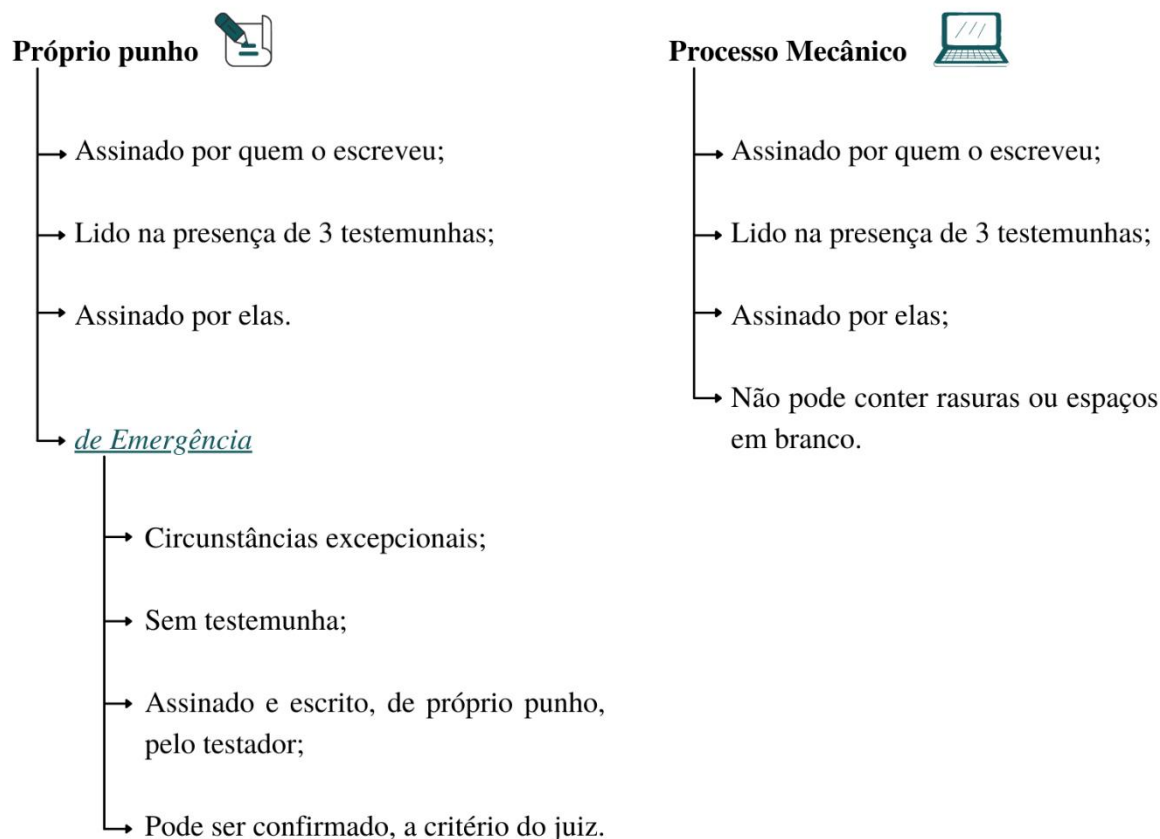 Próprio punho
Assinado por quem o escreveu;
Lido na presença de 3 testemunhas;
Assinado por elas.
de Emergência
Circunstâncias excepcionais;
Sem testemunha;
Assinado e escrito, de próprio punho,
pelo testador;
Pode ser confirmado, a critério do juiz.
Processo Mecânico
Assinado por quem o escreveu;
Lido na presença de 3 testemunhas;
Assinado por elas;
Não pode conter rasuras ou espaços
em branco.